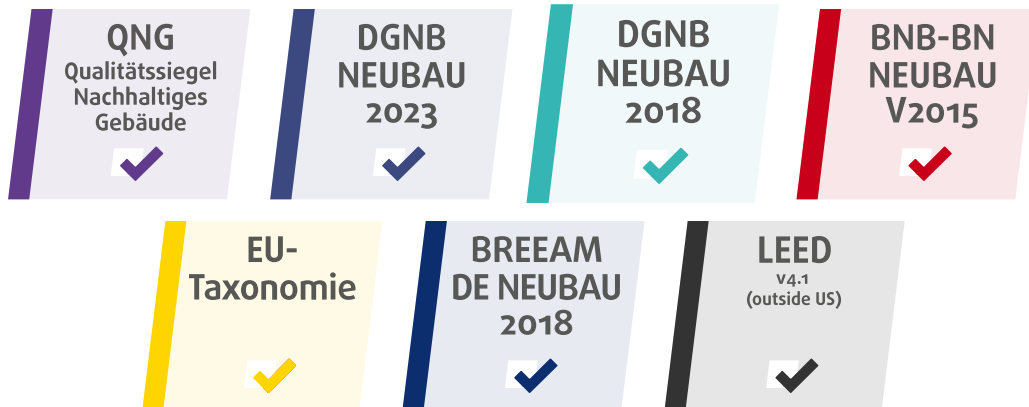 QNG
Qualitätssiegel
Nachhaltiges
Gebäude
DGNB
NEUBAU
2023
DGNB
NEUBAU
2018
BNB-BN
NEUBAU
V2015
EU-
Taxonomie
BREEAM
DE NEUBAU
2018
LEED
v4.1
(outside US)